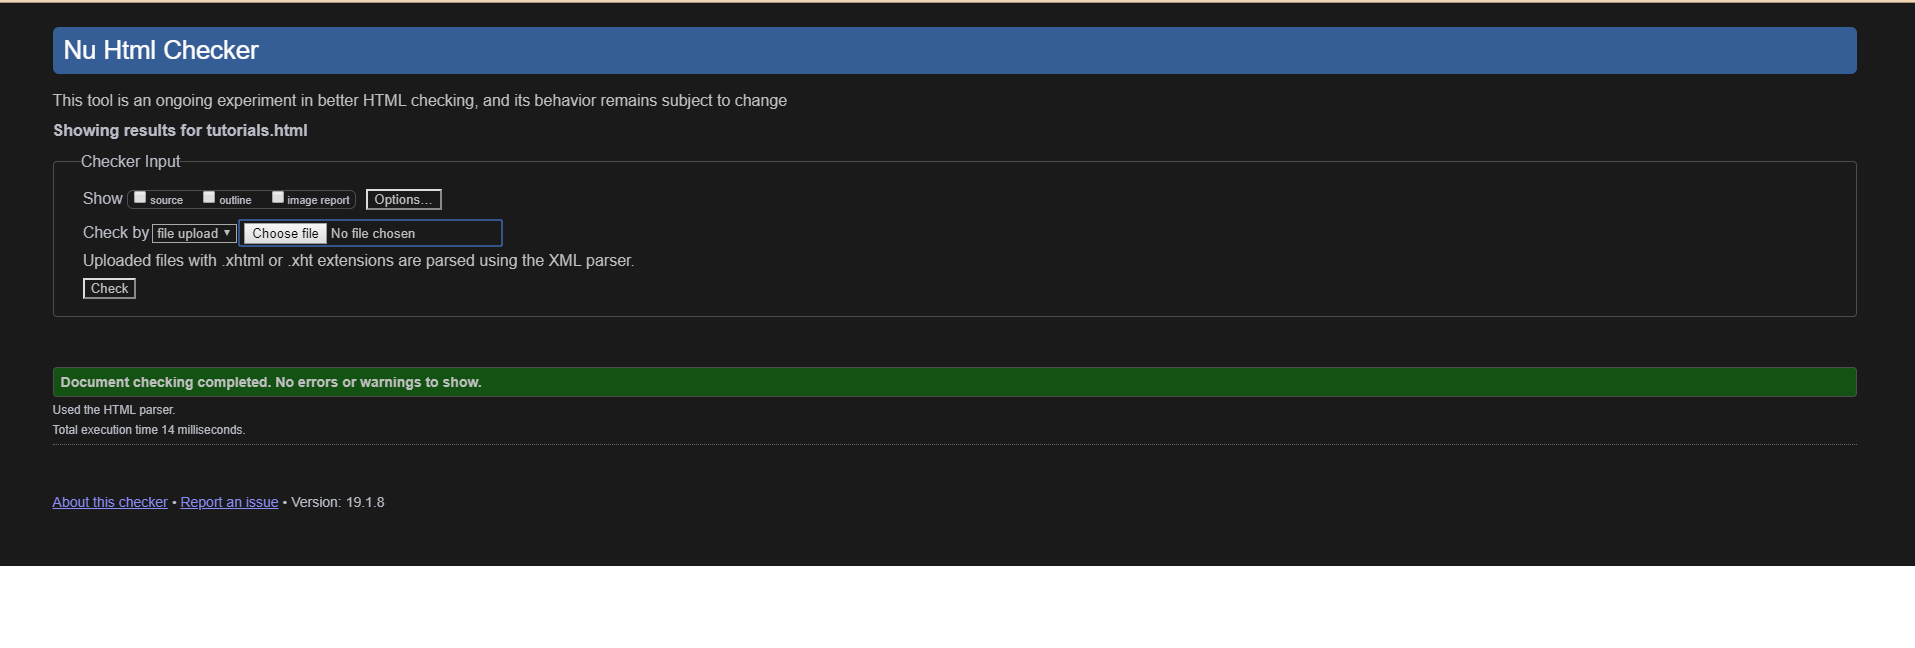 Nu Html Checker
This tool is an ongoing experiment in better HTML checking, and its behavior remains subject to change
Showing results for tutorials.html
Checker Input
Show source outline image report Options...
Check by file upload Choose file No file chosen
Uploaded files with .xhtml or .xht extensions are parsed using the XML parser.
Check
Document checking completed. No errors or warnings to show.
Used the HTML parser.
Total execution time 14 milliseconds.
About this checker • Report an issue • Version: 19.1.8